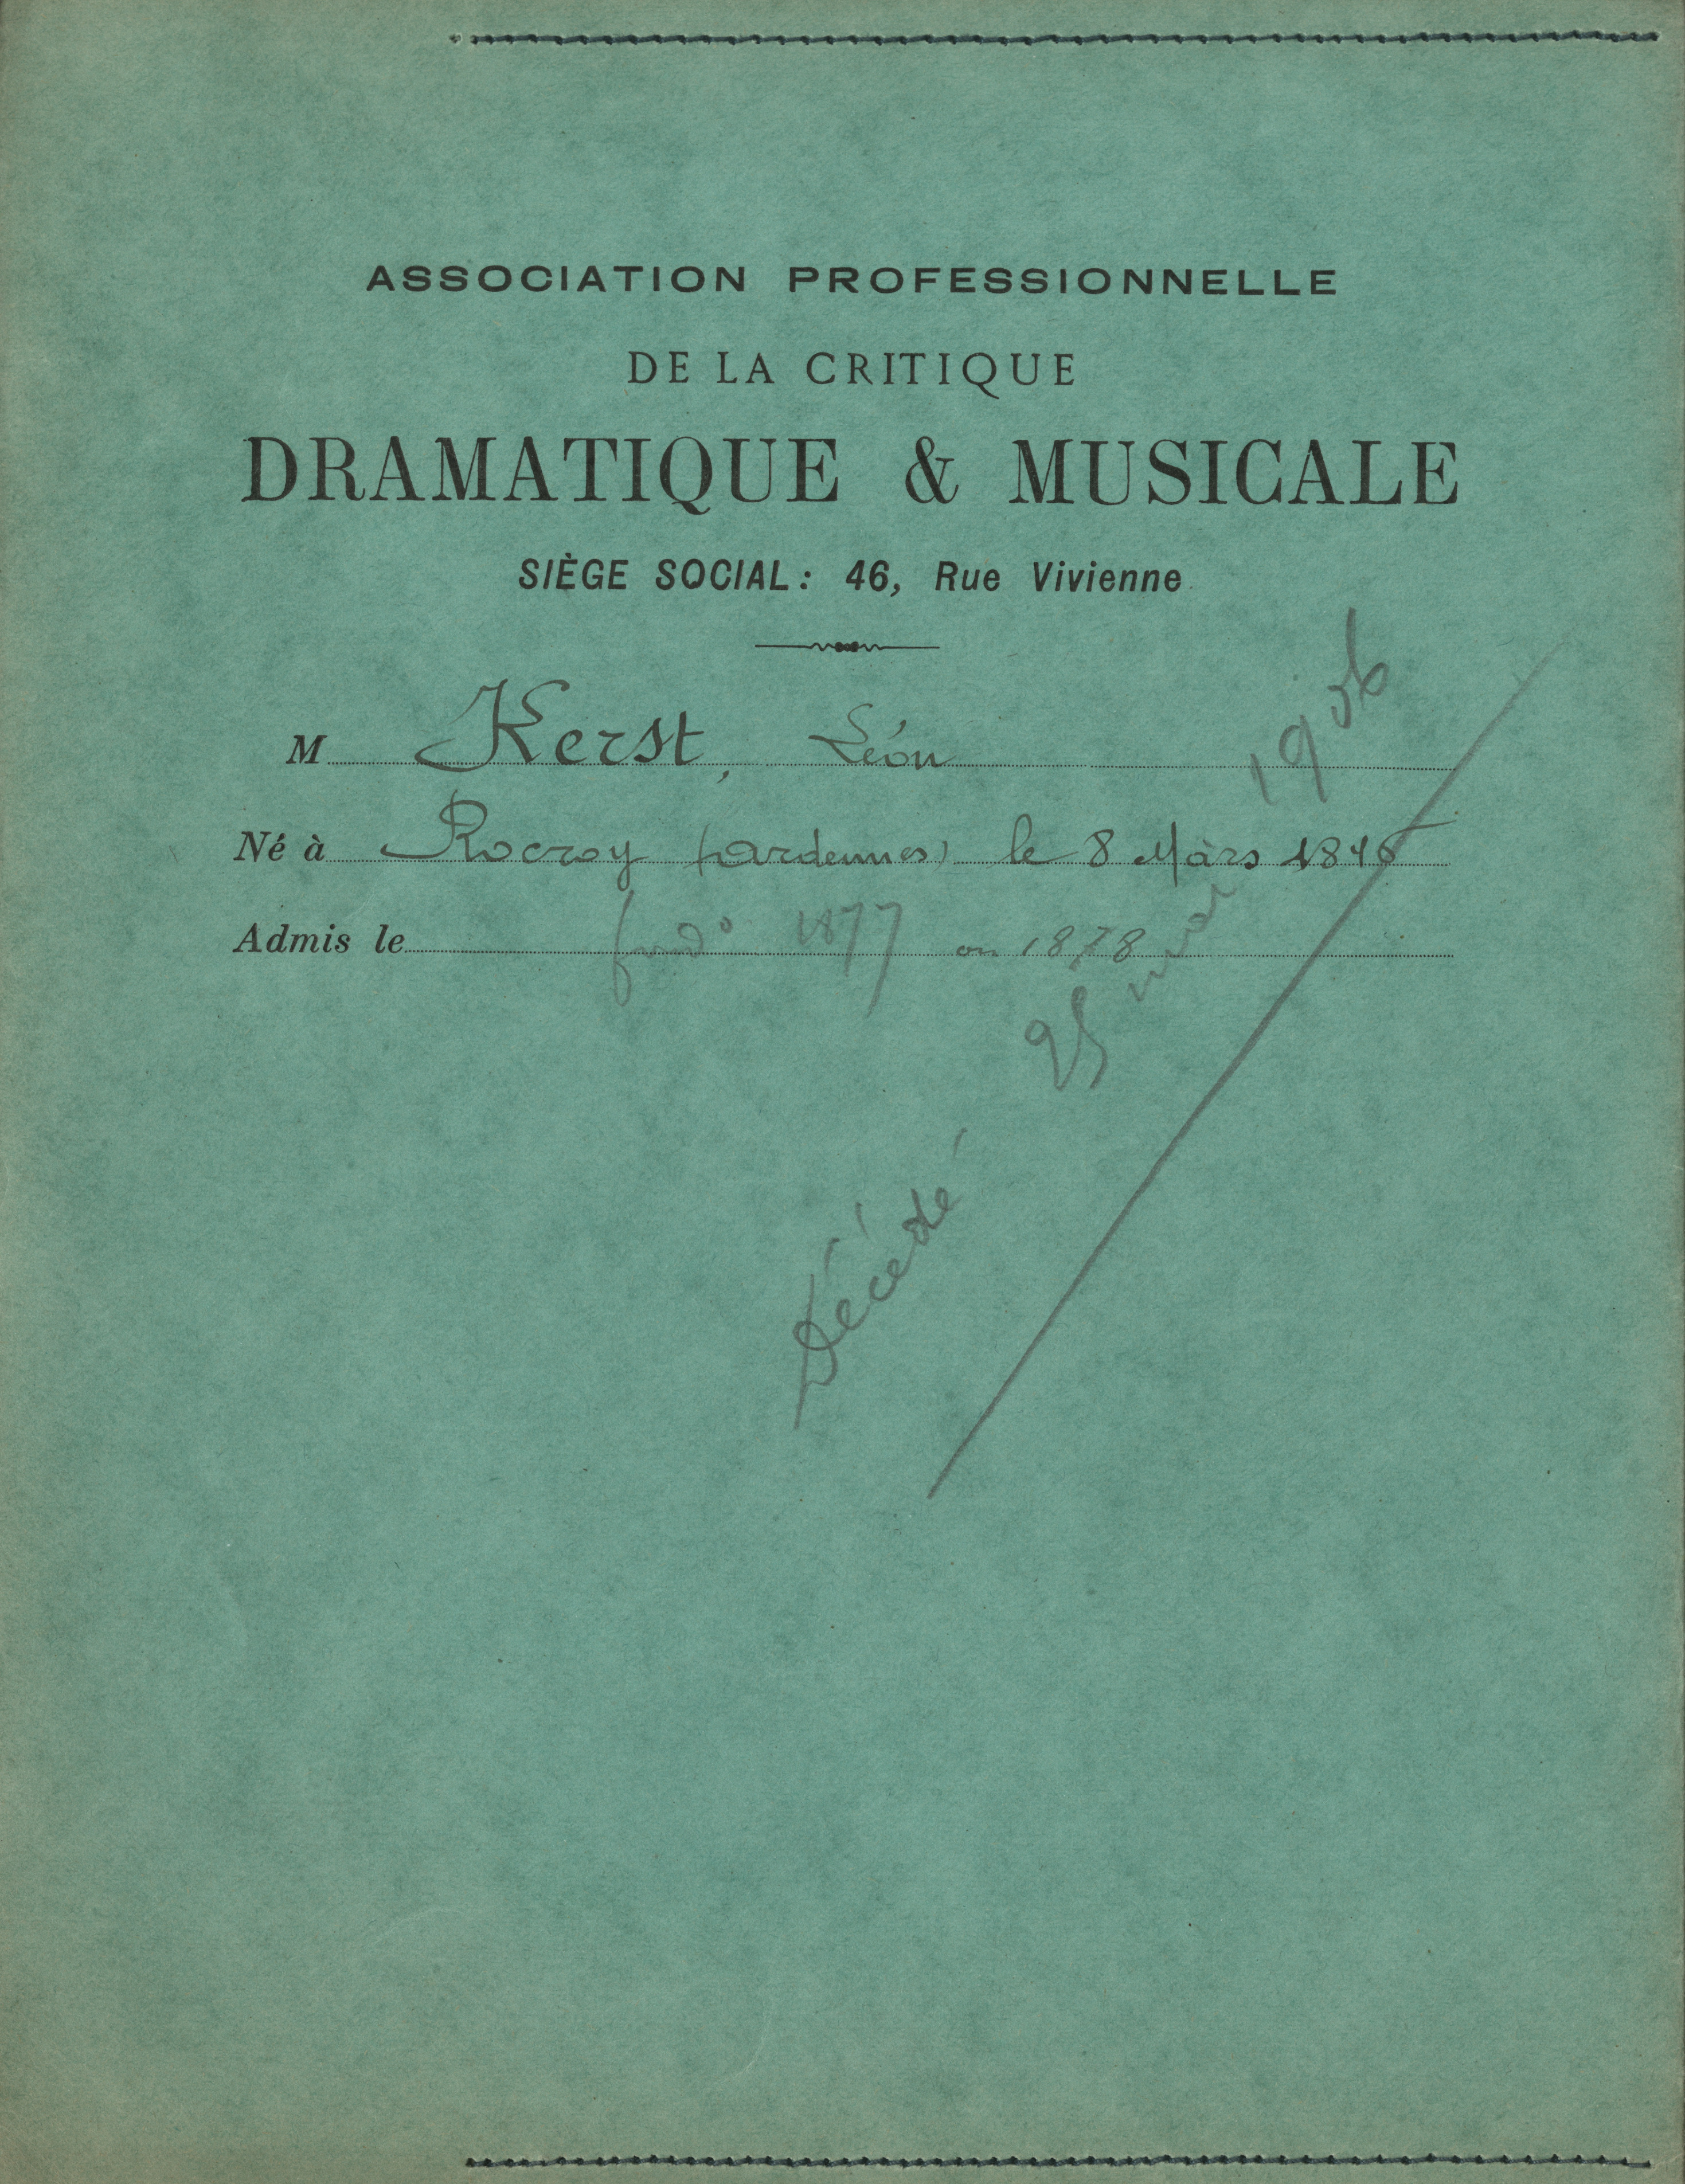 ASSOCIATION PROFESSIONNELLE
DE LA CRITIQUE
DRAMATIQUE & MUSICALE
SIÈGE SOCIAL : 46, Rue Vivienne
M Kerst, Léon
Né à Rocroy (Ardennes) le 8 Mars 1846
Admis le fondr 1877 ou 1878
Décédé 25 mai 1906